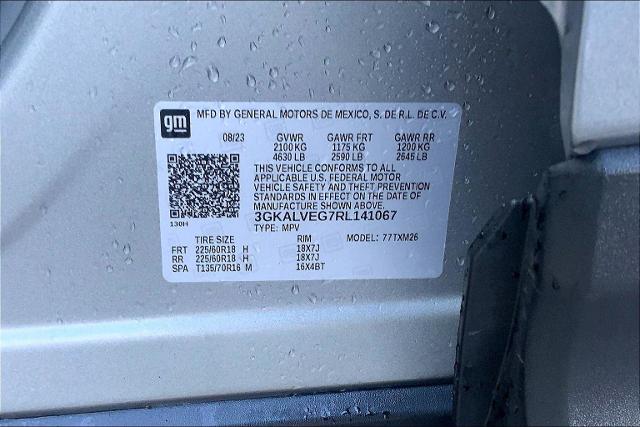 gm MFD BY GENERAL MOTORS DE MEXICO, S. DE R.L. DE C.V.
08/23 GVWR GAWR FRT GAWR RR
2100 KG 1175 KG 1200 KG
4630 LB 2590 LB 2645 LB
THIS VEHICLE CONFORMS TO ALL
APPLICABLE U.S. FEDERAL MOTOR
VEHICLE SAFETY AND THEFT PREVENTION
STANDARDS IN EFFECT ON THE DATE
OF MANUFACTURE SHOWN ABOVE.
3GKALVEG7RL141067
130H TYPE: MPV
TIRE SIZE RIM MODEL: 77TXM26
FRT 225/60R18 H 18X7J
RR 225/60R18 H 18X7J
SPA T135/70R16 M 16X4BT